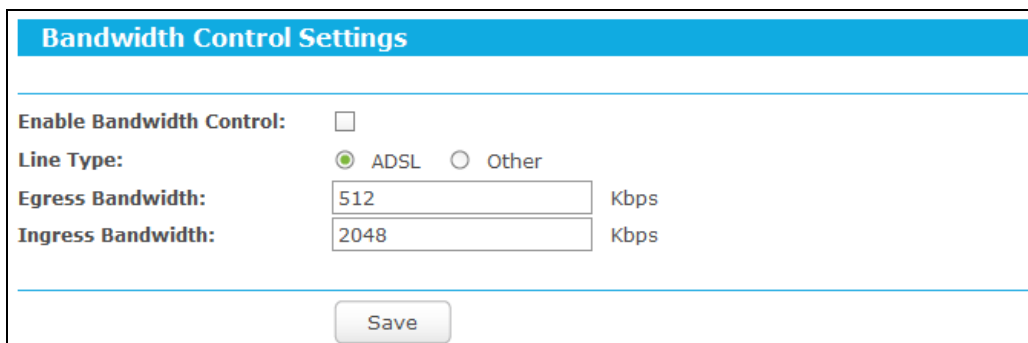 Bandwidth Control Settings
Enable Bandwidth Control:
Line Type: ADSL Other
Egress Bandwidth: 512 Kbps
Ingress Bandwidth: 2048 Kbps
Save